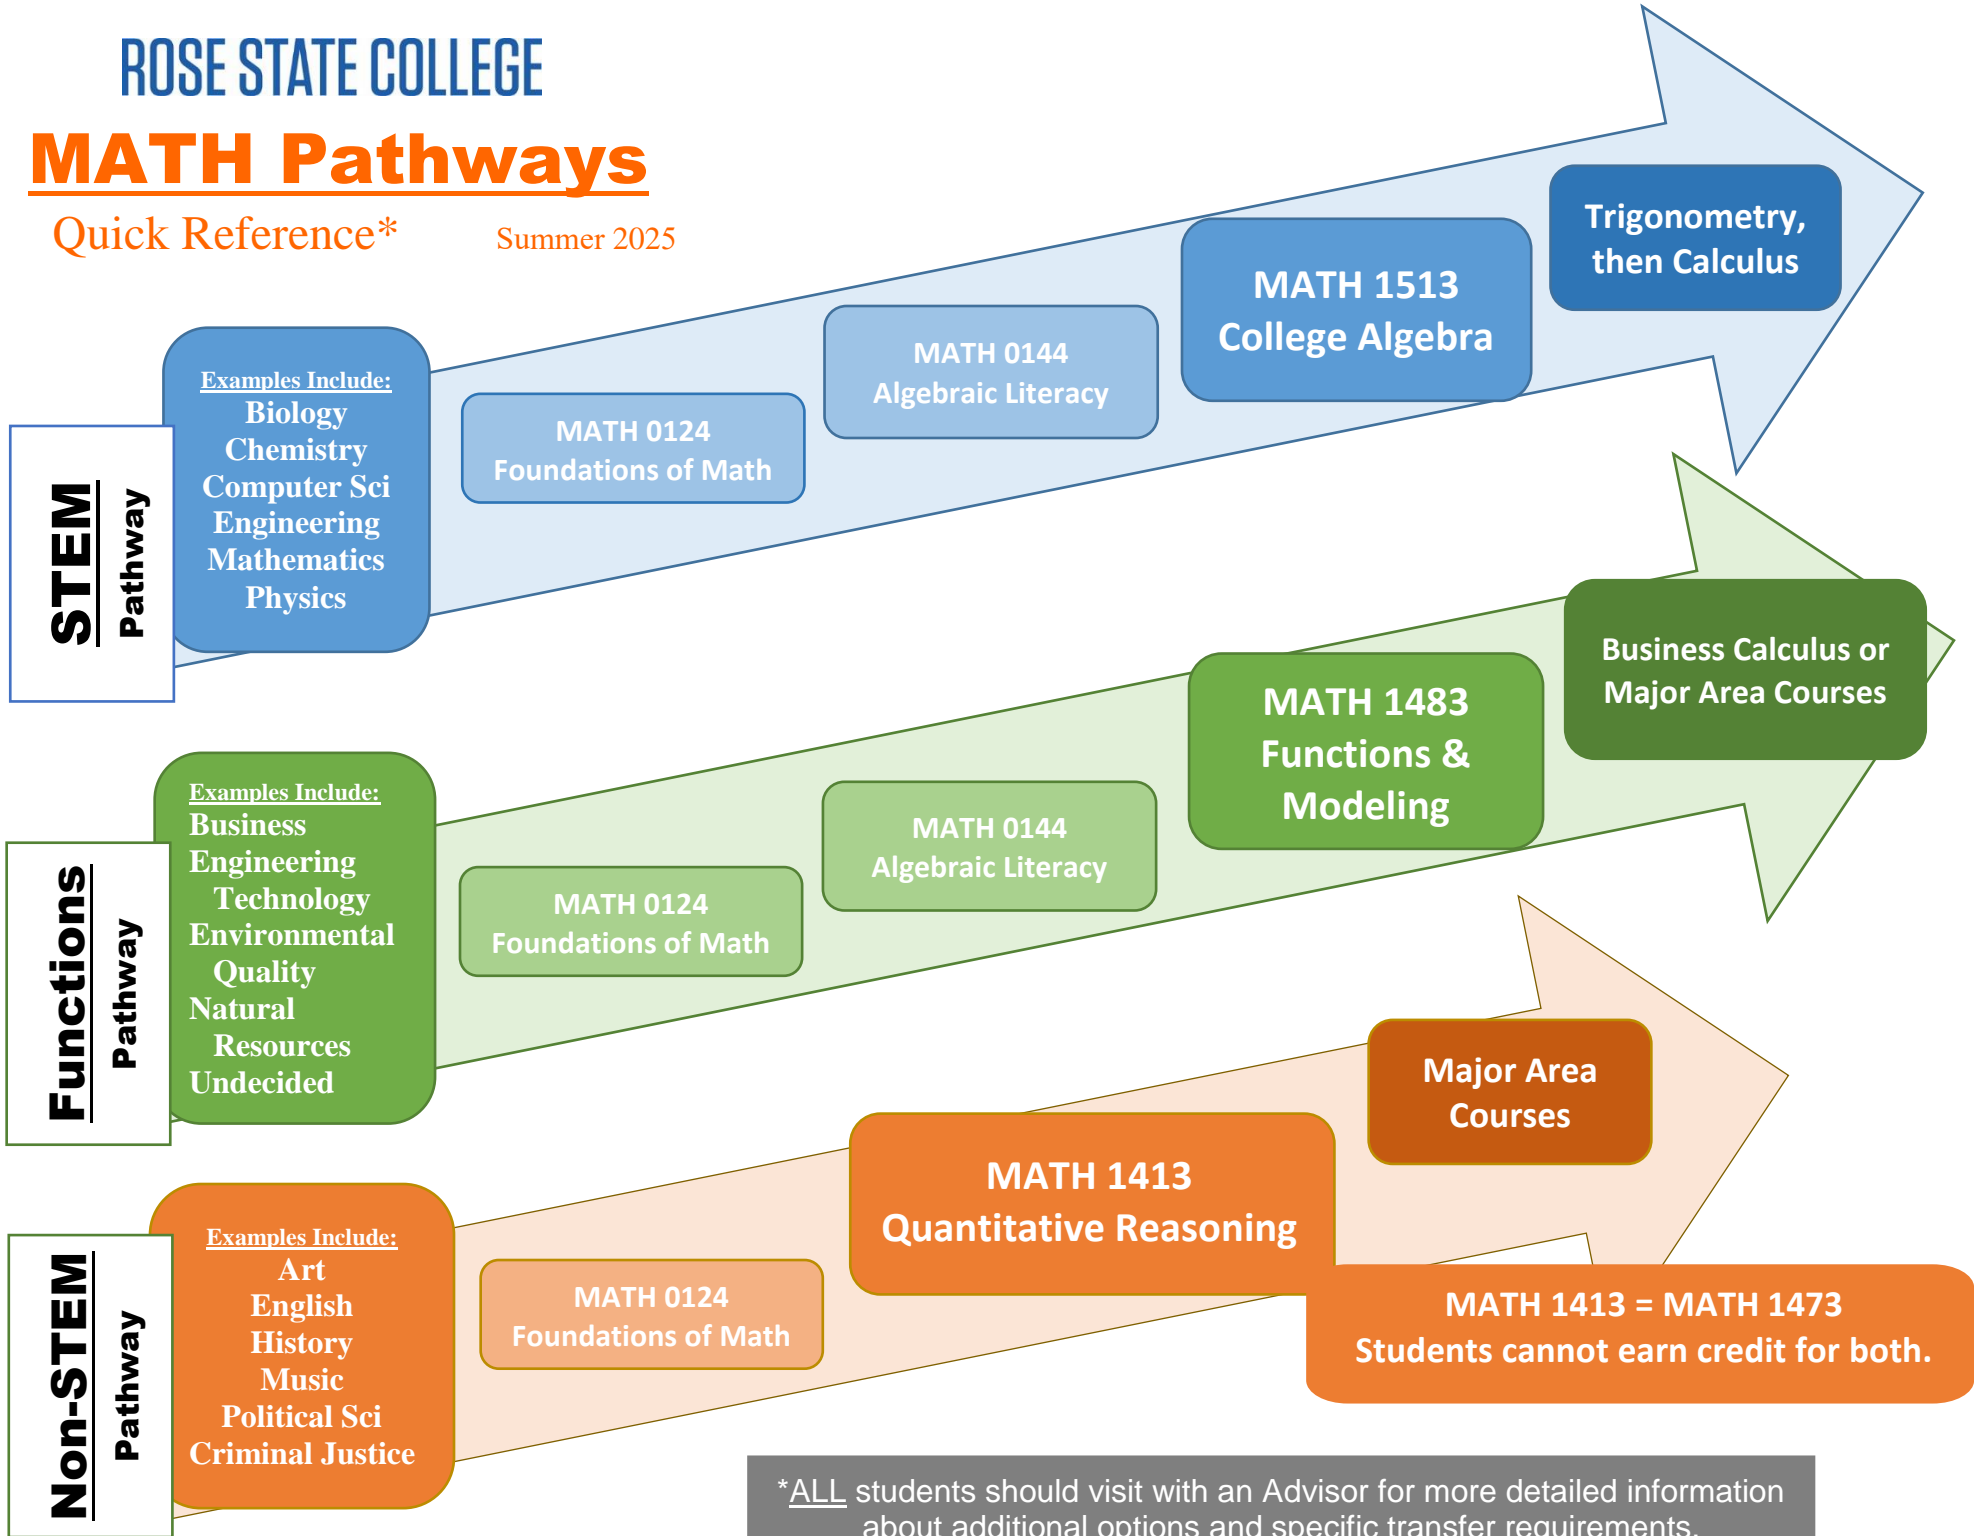 ROSE STATE COLLEGE
MATH Pathways
Quick Reference*
Summer 2025
STEM
Pathway
Examples Include:
Biology
Chemistry
Computer Sci
Engineering
Mathematics
Physics
MATH 0124
Foundations of Math
MATH 0144
Algebraic Literacy
MATH 1513
College Algebra
Trigonometry,
then Calculus
Functions
Pathway
Examples Include:
Business
Engineering
Technology
Environmental
Quality
Natural
Resources
Undecided
MATH 0124
Foundations of Math
MATH 0144
Algebraic Literacy
MATH 1483
Functions &
Modeling
Business Calculus or
Major Area Courses
Non-STEM
Pathway
Examples Include:
Art
English
History
Music
Political Sci
Criminal Justice
MATH 0124
Foundations of Math
MATH 1413
Quantitative Reasoning
Major Area
Courses
MATH 1413 = MATH 1473
Students cannot earn credit for both.
*ALL students should visit with an Advisor for more detailed information
about additional options and specific transfer requirements.